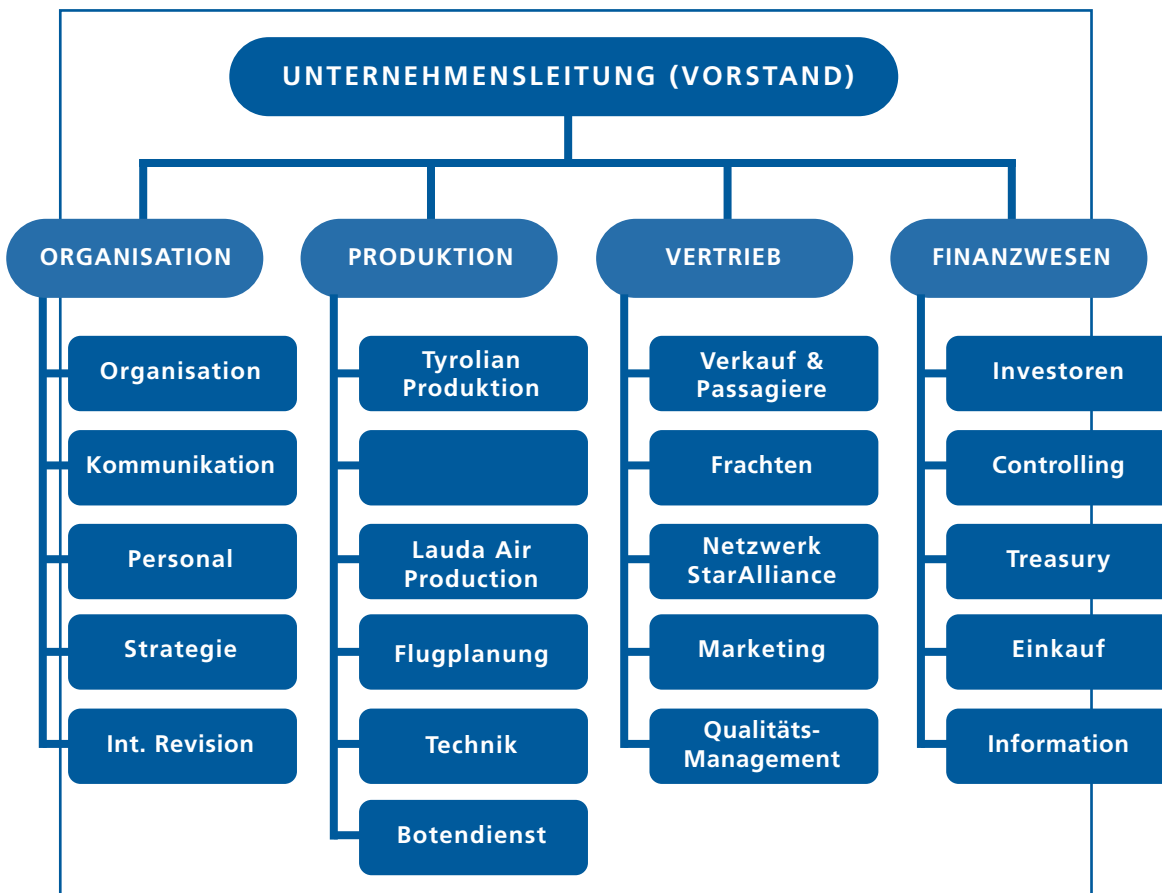 UNTERNEHMENSLEITUNG (VORSTAND)
ORGANISATION
PRODUKTION
VERTRIEB
FINANZWESEN
Organisation
Kommunikation
Personal
Strategie
Int. Revision
Tyrolian
Produktion
Lauda Air
Production
Flugplanung
Technik
Botendienst
Verkauf &
Passagiere
Frachten
Netzwerk
StarAlliance
Marketing
Qualitäts-
Management
Investoren
Controlling
Treasury
Einkauf
Information